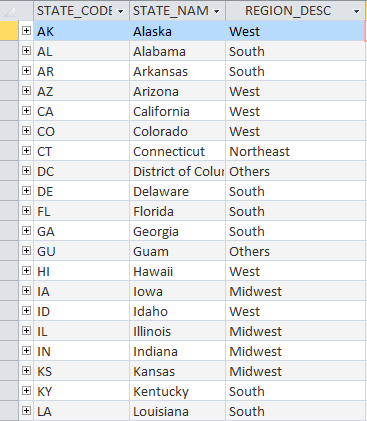 STATE_CODE STATE_NAM REGION_DESC
AK Alaska West
AL Alabama South
AR Arkansas South
AZ Arizona West
CA California West
CO Colorado West
CT Connecticut Northeast
DC District of Colu Others
DE Delaware South
FL Florida South
GA Georgia South
GU Guam Others
HI Hawaii West
IA Iowa Midwest
ID Idaho West
IL Illinois Midwest
IN Indiana Midwest
KS Kansas Midwest
KY Kentucky South
LA Louisiana South